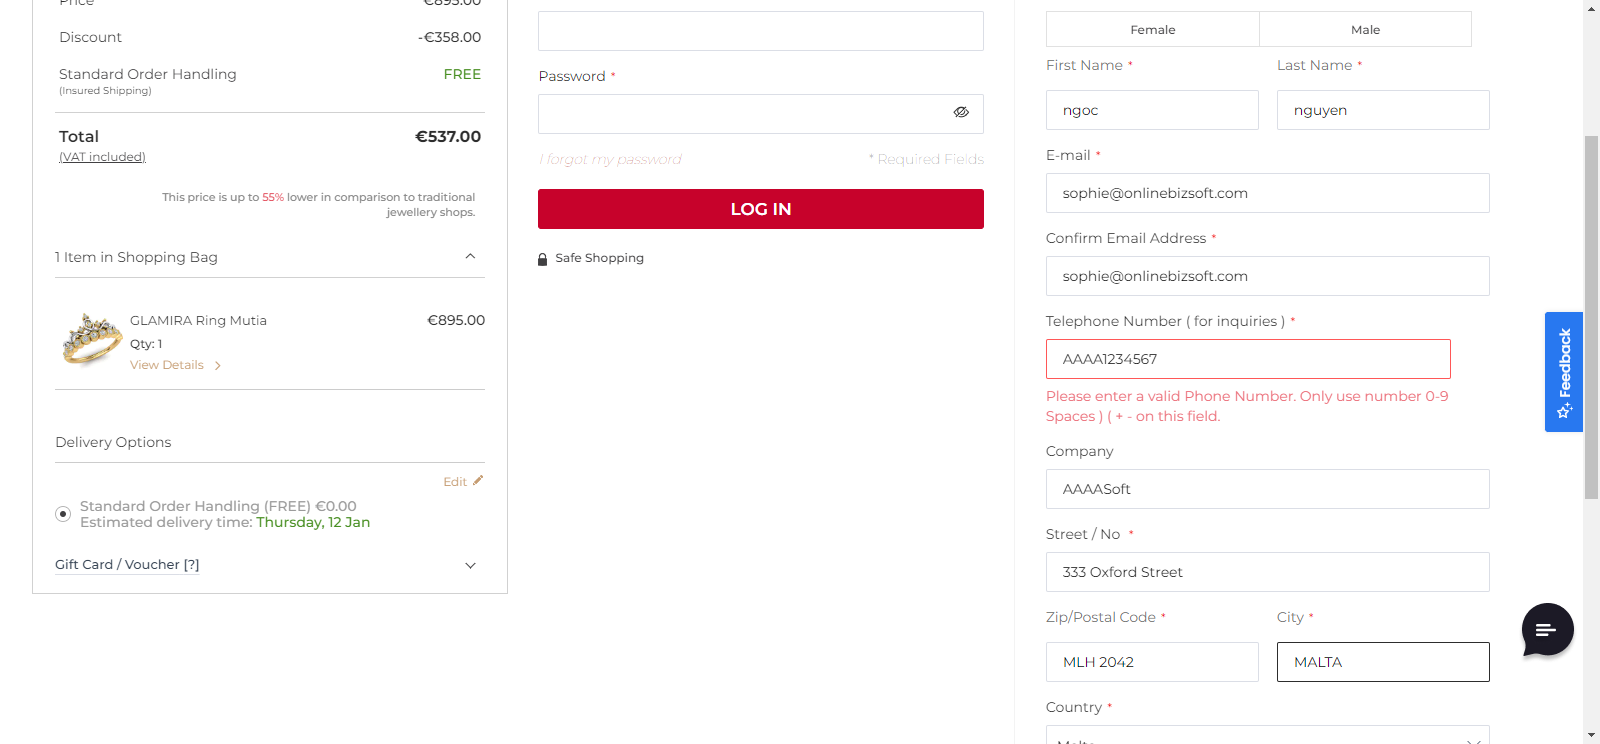 Price €895.00
Discount -€358.00
Standard Order Handling FREE
(Insured Shipping)
Total €537.00
(VAT included)
This price is up to 55% lower in comparison to traditional
jewellery shops.
1 Item in Shopping Bag
GLAMIRA Ring Mutia €895.00
Qty: 1
View Details
Delivery Options
Edit
Standard Order Handling (FREE) €0.00
Estimated delivery time: Thursday, 12 Jan
Gift Card / Voucher [?]
Password *
I forgot my password * Required Fields
LOG IN
Safe Shopping
Female Male
First Name * Last Name *
ngoc nguyen
E-mail *
sophie@onlinebizsoft.com
Confirm Email Address *
sophie@onlinebizsoft.com
Telephone Number ( for inquiries ) *
AAAA1234567
Please enter a valid Phone Number. Only use number 0-9
Spaces ) ( + - on this field.
Company
AAAASoft
Street / No *
333 Oxford Street
Zip/Postal Code * City *
MLH 2042 MALTA
Country *
Malta
Feedback